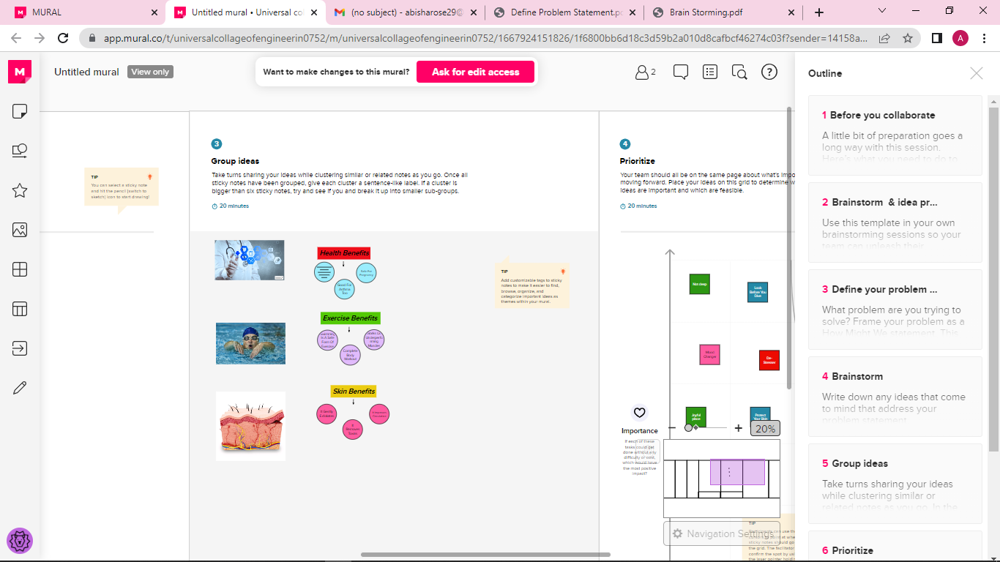 MURAL
Untitled mural • Universal co
(no subject) - abisharose29@
Define Problem Statement.p
Brain Storming.pdf
app.mural.co/t/universalcollageofengineerin0752/m/universalcollageofengineerin0752/1667924151826/1f6800bb6d18c3d59b2a010d8cafbcf46274c03f?sender=14158a...
A
Untitled mural
View only
Want to make changes to this mural?
Ask for edit access
2
TIP
You can select a sticky note
and hit the pencil [switch to
sketch] icon to start drawing!
3
Group ideas
Take turns sharing your ideas while clustering similar or related notes as you go. Once all
sticky notes have been grouped, give each cluster a sentence-like label. If a cluster is
bigger than six sticky notes, try and see if you and break it up into smaller sub-groups.
20 minutes
Health Benefits
Safe For
Pregnancy
Good For
Asthma
Too
Exercise Benefits
Swimming
Is A Safe
Form Of
Exercise
Complete
Body
Workout
Muscles
Skin Benefits
It Gently
Exfoliates
It
Removes
Toxins
TIP
Add customizable tags to sticky
notes to make it easier to find,
browse, organize, and
categorize important ideas as
themes within your mural.
4
Prioritize
Your team should all be on the same page about what's impo
moving forward. Place your ideas on this grid to determine w
ideas are important and which are feasible.
20 minutes
Not deep
Look
Before You
Dive
Mood
Changer
De-
Stresser
Joyful
place
Protect
Your Skin
Importance
If each of these
tasks could get
done without any
difficulty or cost,
which would have
the most positive
impact?
20%
Navigation Settings
TIP
Outline
1 Before you collaborate
A little bit of preparation goes a
long way with this session.
Here's what you need to do to
2 Brainstorm & idea pr...
Use this template in your own
brainstorming sessions so your
team can unleash their
3 Define your problem ...
What problem are you trying to
solve? Frame your problem as a
How Might We statement. This
4 Brainstorm
Write down any ideas that come
to mind that address your
problem statement.
5 Group ideas
Take turns sharing your ideas
while clustering similar or
related notes as you go. In the
6 Prioritize